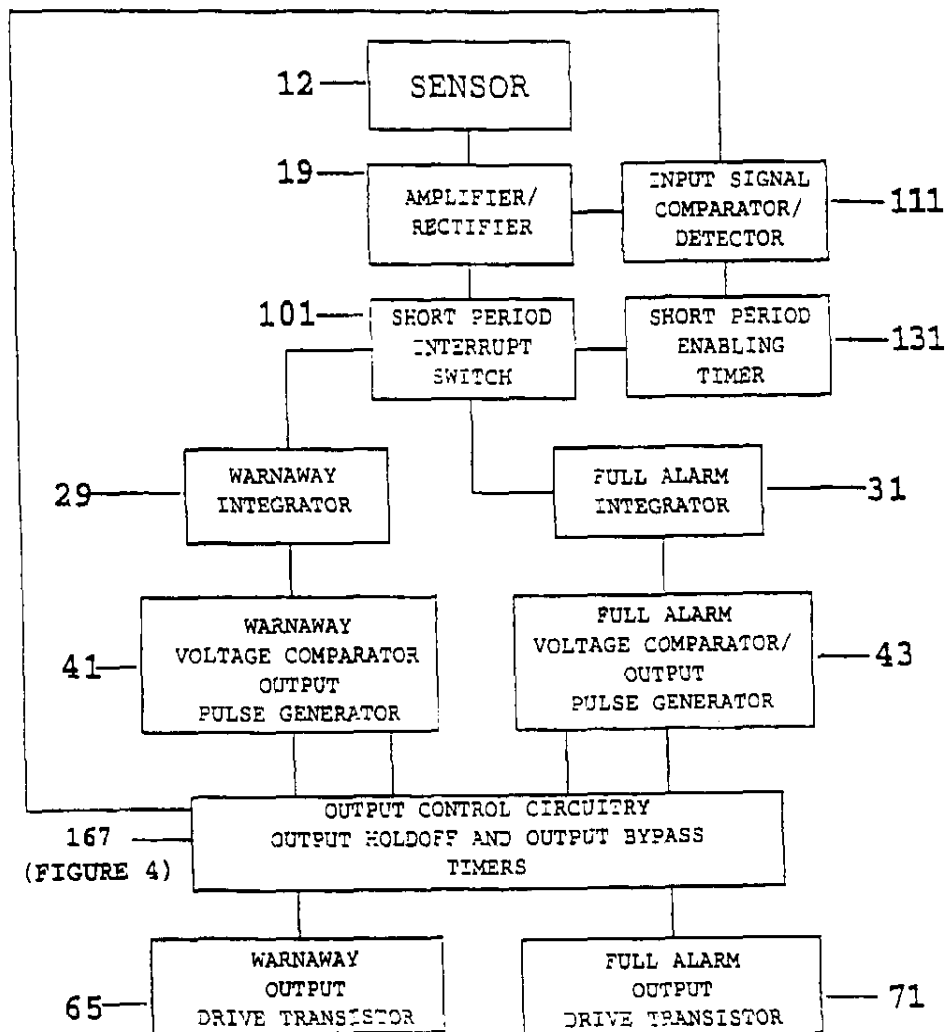 12
SENSOR
19
AMPLIFIER/
RECTIFIER
INPUT SIGNAL
COMPARATOR/
DETECTOR
111
101
SHORT PERIOD
INTERRUPT
SWITCH
SHORT PERIOD
ENABLING
TIMER
131
29
WARNAWAY
INTEGRATOR
FULL ALARM
INTEGRATOR
31
41
WARNAWAY
VOLTAGE COMPARATOR
OUTPUT
PULSE GENERATOR
FULL ALARM
VOLTAGE COMPARATOR/
OUTPUT
PULSE GENERATOR
43
167
(FIGURE 4)
OUTPUT CONTROL CIRCUITRY
OUTPUT HOLDOFF AND OUTPUT BYPASS
TIMERS
65
WARNAWAY
OUTPUT
DRIVE TRANSISTOR
FULL ALARM
OUTPUT
DRIVE TRANSISTOR
71